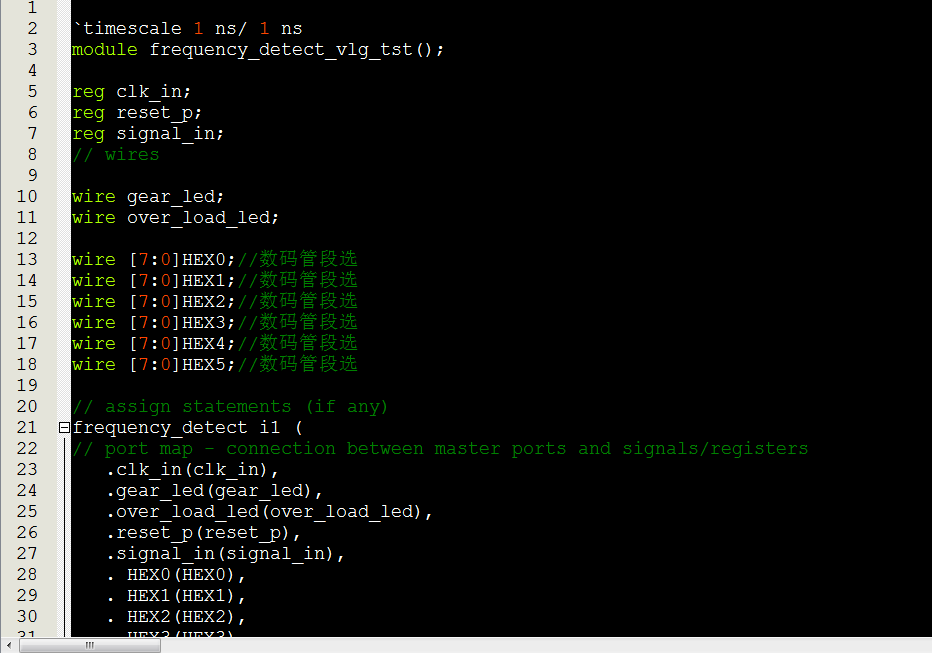 1
2 `timescale 1 ns/ 1 ns
3 module frequency_detect_vlg_tst();
4
5 reg clk_in;
6 reg reset_p;
7 reg signal_in;
8 // wires
9
10 wire gear_led;
11 wire over_load_led;
12
13 wire [7:0]HEX0;//数码管段选
14 wire [7:0]HEX1;//数码管段选
15 wire [7:0]HEX2;//数码管段选
16 wire [7:0]HEX3;//数码管段选
17 wire [7:0]HEX4;//数码管段选
18 wire [7:0]HEX5;//数码管段选
19
20 // assign statements (if any)
21 frequency_detect i1 (
22 // port map - connection between master ports and signals/registers
23 .clk_in(clk_in),
24 .gear_led(gear_led),
25 .over_load_led(over_load_led),
26 .reset_p(reset_p),
27 .signal_in(signal_in),
28 . HEX0(HEX0),
29 . HEX1(HEX1),
30 . HEX2(HEX2),
31 HEX3(HEX3)